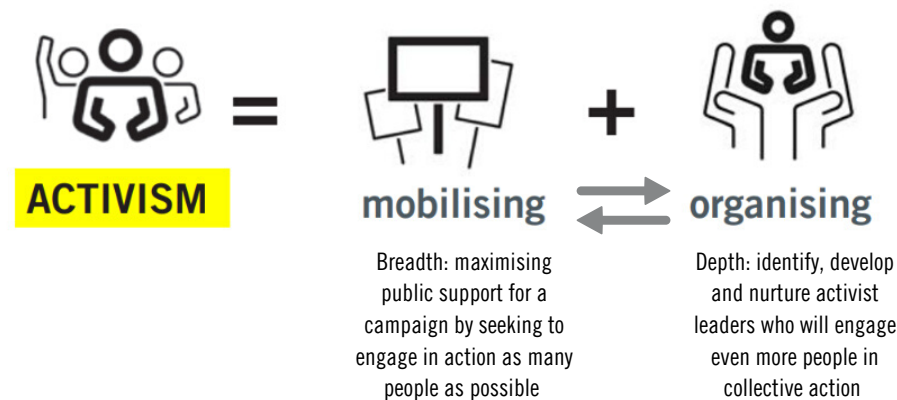 =
+
ACTIVISM
mobilising
organising
Breadth: maximising
public support for a
campaign by seeking to
engage in action as many
people as possible
Depth: identify, develop
and nurture activist
leaders who will engage
even more people in
collective action